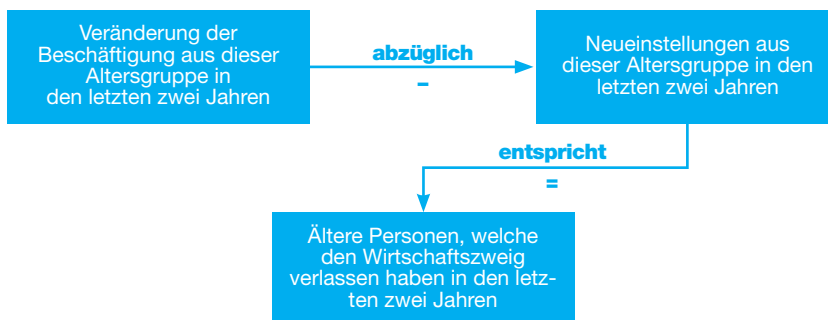 Veränderung der
Beschäftigung aus dieser
Altersgruppe in
den letzten zwei Jahren
abzüglich
–
Neueinstellungen aus
dieser Altersgruppe in den
letzten zwei Jahren
entspricht
=
Ältere Personen, welche
den Wirtschaftszweig
verlassen haben in den letz-
ten zwei Jahren